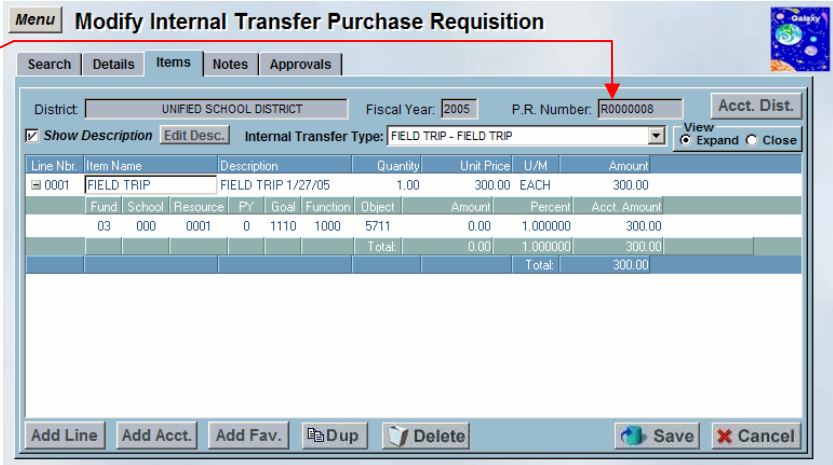 Menu Modify Internal Transfer Purchase Requisition
Galaxy
Search Details Items Notes Approvals
District: UNIFIED SCHOOL DISTRICT Fiscal Year: 2005 P.R. Number: R0000008 Acct. Dist.
Show Description Edit Desc. Internal Transfer Type: FIELD TRIP - FIELD TRIP View Expand Close
Line Nbr. Item Name Description Quantity Unit Price U/M Amount
0001 FIELD TRIP FIELD TRIP 1/27/05 1.00 300.00 EACH 300.00
Fund School Resource PY Goal Function Object Amount Percent Acct. Amount
03 000 0001 0 1110 1000 5711 0.00 1.000000 300.00
Total: 0.00 1.000000 300.00
Total: 300.00
Add Line Add Acct. Add Fav. Dup Delete Save Cancel